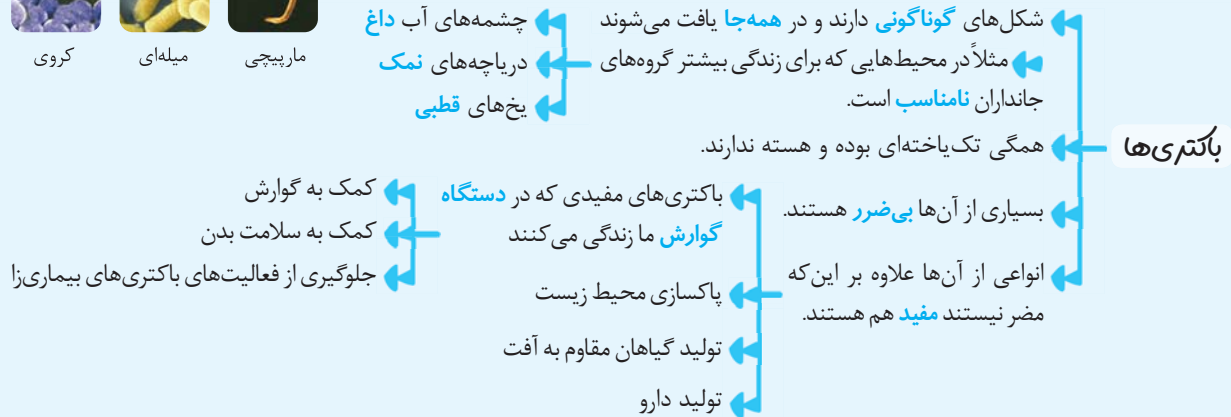 کروی
میله‌ای
مارپیچی
باکتری‌ها
شکل‌های گوناگونی دارند و در همه‌جا یافت می‌شوند
مثلاً در محیط‌هایی که برای زندگی بیشتر گروه‌های
جانداران نامناسب است.
چشمه‌های آب داغ
دریاچه‌های نمک
یخ‌های قطبی
همگی تک‌یاخته‌ای بوده و هسته ندارند.
بسیاری از آن‌ها بی‌ضرر هستند.
انواعی از آن‌ها علاوه بر این‌که
مضر نیستند مفید هم هستند.
باکتری‌های مفیدی که در دستگاه
گوارش ما زندگی می‌کنند
کمک به گوارش
کمک به سلامت بدن
جلوگیری از فعالیت‌های باکتری‌های بیماری‌زا
پاکسازی محیط زیست
تولید گیاهان مقاوم به آفت
تولید دارو